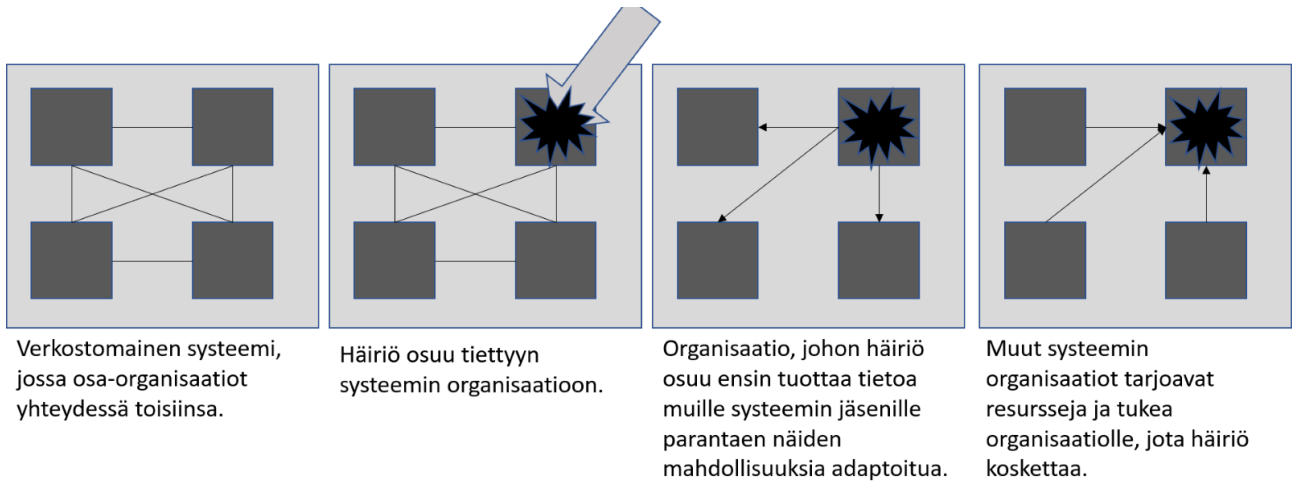 Verkostomainen systeemi,
jossa osa-organisaatiot
yhteydessä toisiinsa.
Häiriö osuu tiettyyn
systeemin organisaatioon.
Organisaatio, johon häiriö
osuu ensin tuottaa tietoa
muille systeemin jäsenille
parantaen näiden
mahdollisuuksia adaptoitua.
Muut systeemin
organisaatiot tarjoavat
resursseja ja tukea
organisaatiolle, jota häiriö
koskettaa.